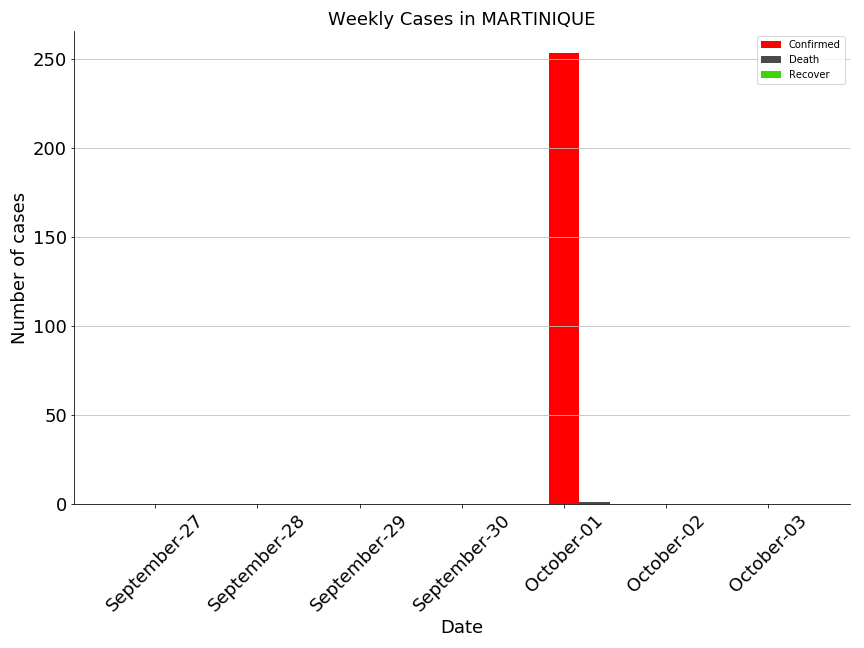 Weekly Cases in MARTINIQUE
Confirmed
Death
Recover
Number of cases
250
200
150
100
50
0
September-27
September-28
September-29
September-30
October-01
October-02
October-03
Date